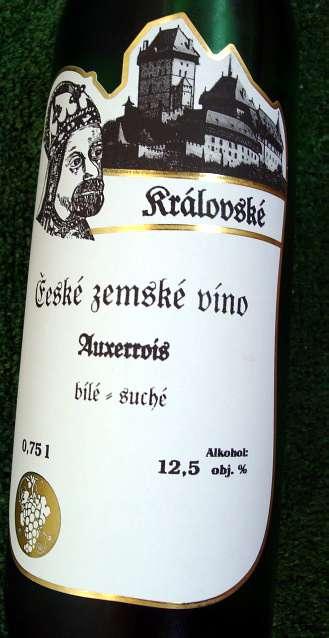 Královské
České zemské víno
Auxerrois
bílé - suché
0,75 l
Alkohol:
12,5 obj. %